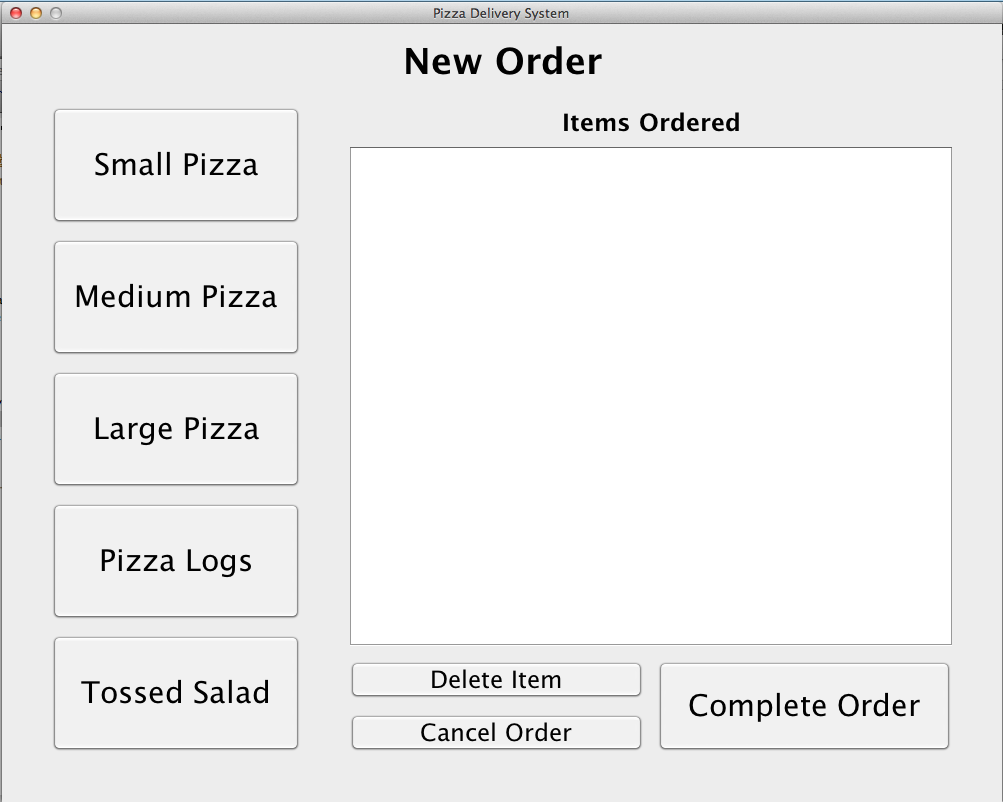 Pizza Delivery System
New Order
Items Ordered
Small Pizza
Medium Pizza
Large Pizza
Pizza Logs
Tossed Salad
Delete Item
Cancel Order
Complete Order